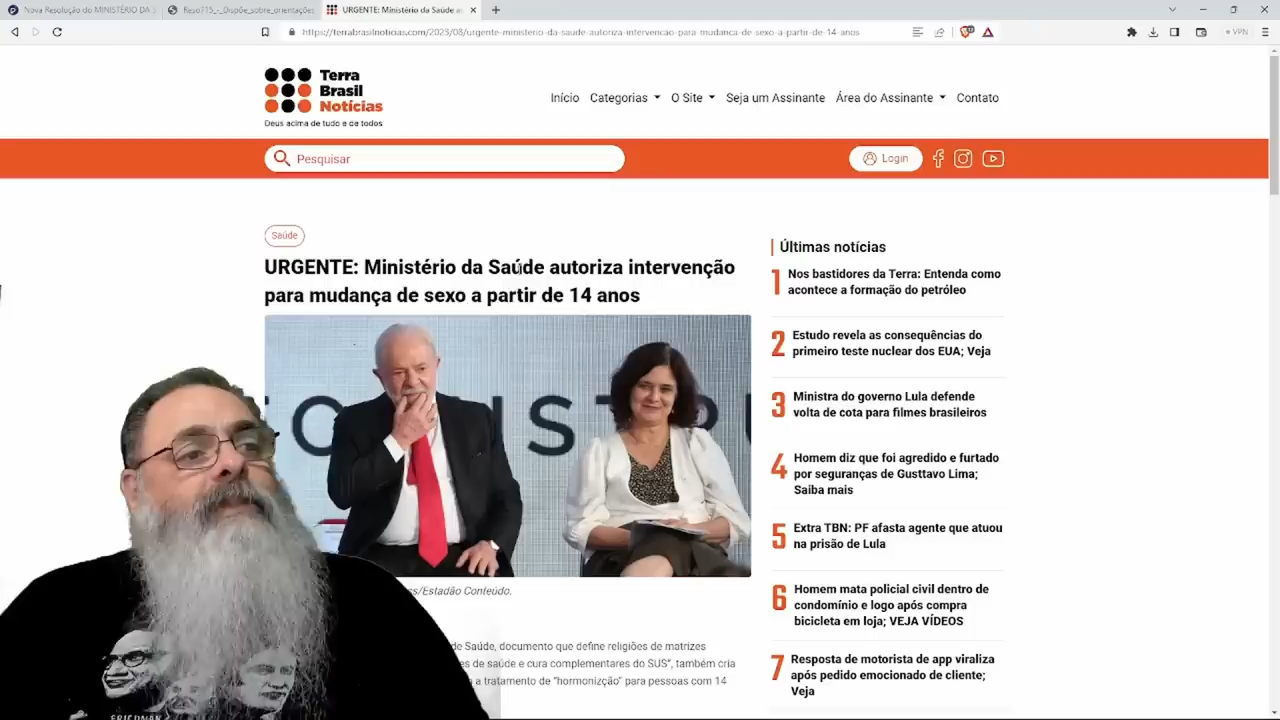 Nova Resolução do MINISTÉRIO DA S
Reso715_-_Dispõe_sobre_orientações
URGENTE: Ministério da Saúde a
https://terrabrasilnoticias.com/2023/08/urgente-ministerio-da-saude-autoriza-intervencao-para-mudanca-de-sexo-a-partir-de-14-anos
VPN
Terra
Brasil
Notícias
Deus acima de tudo e de todos
Início Categorias O Site Seja um Assinante Área do Assinante Contato
Pesquisar
Login
Saúde
URGENTE: Ministério da Saúde autoriza intervenção
para mudança de sexo a partir de 14 anos
s/Estadão Conteúdo.
de Saúde, documento que define religiões de matrizes
es de saúde e cura complementares do SUS", também cria
a tratamento de "hormonizção" para pessoas com 14
Últimas notícias
1 Nos bastidores da Terra: Entenda como
acontece a formação do petróleo
2 Estudo revela as consequências do
primeiro teste nuclear dos EUA; Veja
3 Ministra do governo Lula defende
volta de cota para filmes brasileiros
4 Homem diz que foi agredido e furtado
por seguranças de Gusttavo Lima;
Saiba mais
5 Extra TBN: PF afasta agente que atuou
na prisão de Lula
6 Homem mata policial civil dentro de
condomínio e logo após compra
bicicleta em loja; VEJA VÍDEOS
7 Resposta de motorista de app viraliza
após pedido emocionado de cliente;
Veja
FRIEDMAN